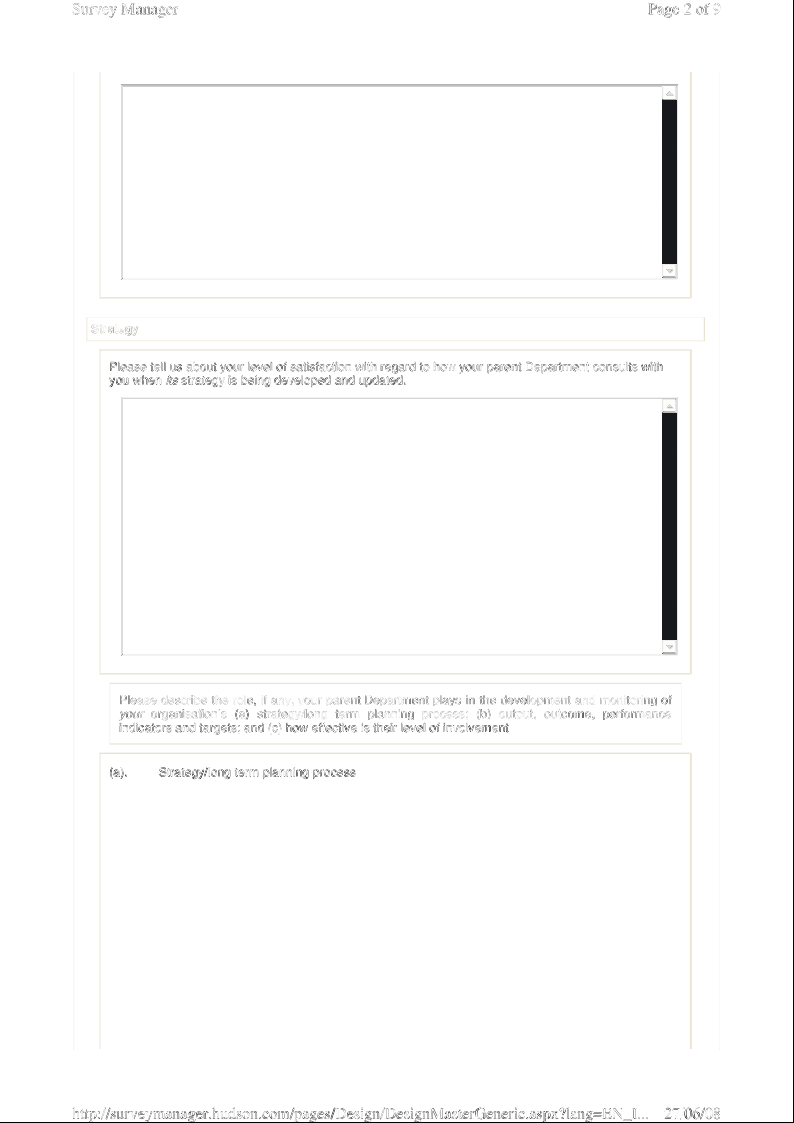 Survey Manager Page 2 of 9
Strategy
Please tell us about your level of satisfaction with regard to how your parent Department consults with
you when its strategy is being developed and updated.
Please describe the role, if any, your parent Department plays in the development and monitoring of
your organisation's (a) strategy/long term planning process; (b) output, outcome, performance
indicators and targets; and (c) how effective is their level of involvement
(a). Strategy/long term planning process
http://surveymanager.hudson.com/pages/Design/DesignMasterGeneric.aspx?lang=EN_I... 27/06/08